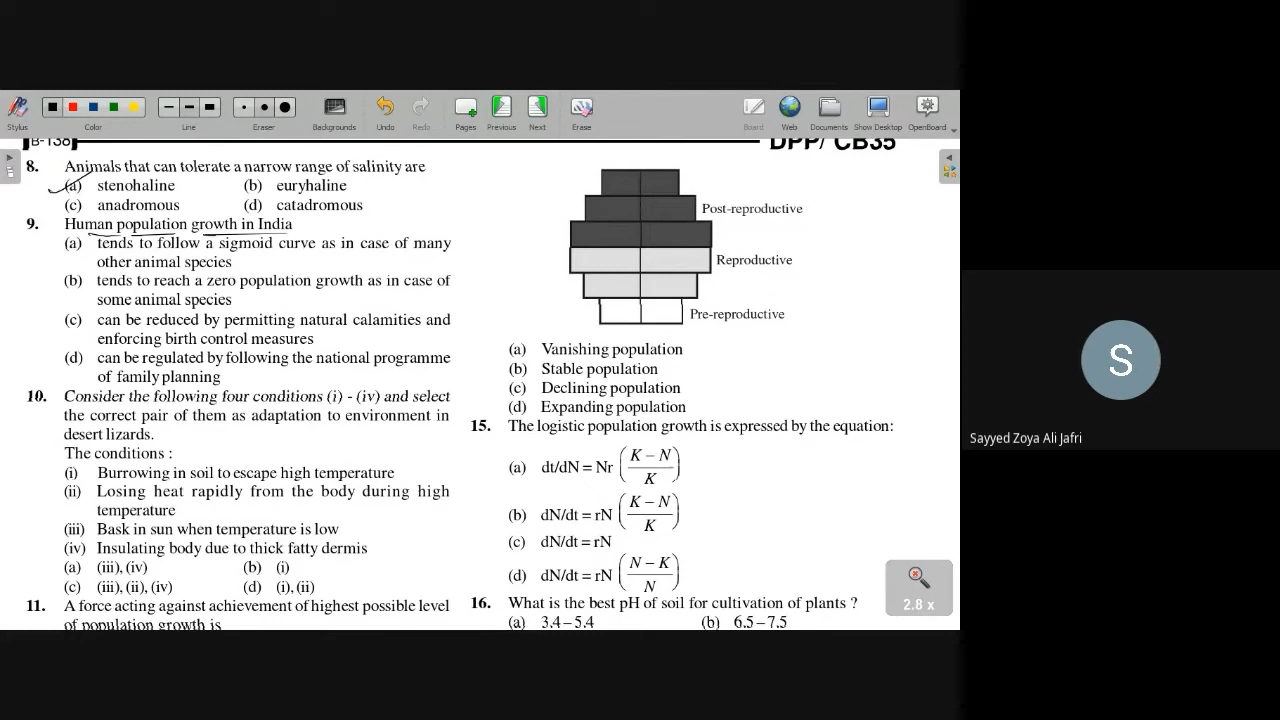 Stylus
Color
Line
Eraser
Backgrounds
Undo
Redo
Pages
Previous
Next
Erase
Board
Web
Documents
Show Desktop
OpenBoard
B-138
DPP/ CB35
8. Animals that can tolerate a narrow range of salinity are
(a) stenohaline (b) euryhaline
(c) anadromous (d) catadromous
9. Human population growth in India
(a) tends to follow a sigmoid curve as in case of many
other animal species
(b) tends to reach a zero population growth as in case of
some animal species
(c) can be reduced by permitting natural calamities and
enforcing birth control measures
(d) can be regulated by following the national programme
of family planning
10. Consider the following four conditions (i) - (iv) and select
the correct pair of them as adaptation to environment in
desert lizards.
The conditions :
(i) Burrowing in soil to escape high temperature
(ii) Losing heat rapidly from the body during high
temperature
(iii) Bask in sun when temperature is low
(iv) Insulating body due to thick fatty dermis
(a) (iii), (iv) (b) (i)
(c) (iii), (ii), (iv) (d) (i), (ii)
11. A force acting against achievement of highest possible level
of population growth is
Post-reproductive
Reproductive
Pre-reproductive
(a) Vanishing population
(b) Stable population
(c) Declining population
(d) Expanding population
15. The logistic population growth is expressed by the equation:
(a) dt/dN = Nr (K – N / K)
(b) dN/dt = rN (K – N / K)
(c) dN/dt = rN
(d) dN/dt = rN (N – K / N)
16. What is the best pH of soil for cultivation of plants ?
(a) 3.4 – 5.4 (b) 6.5 – 7.5
2.8 x
S
Sayyed Zoya Ali Jafri